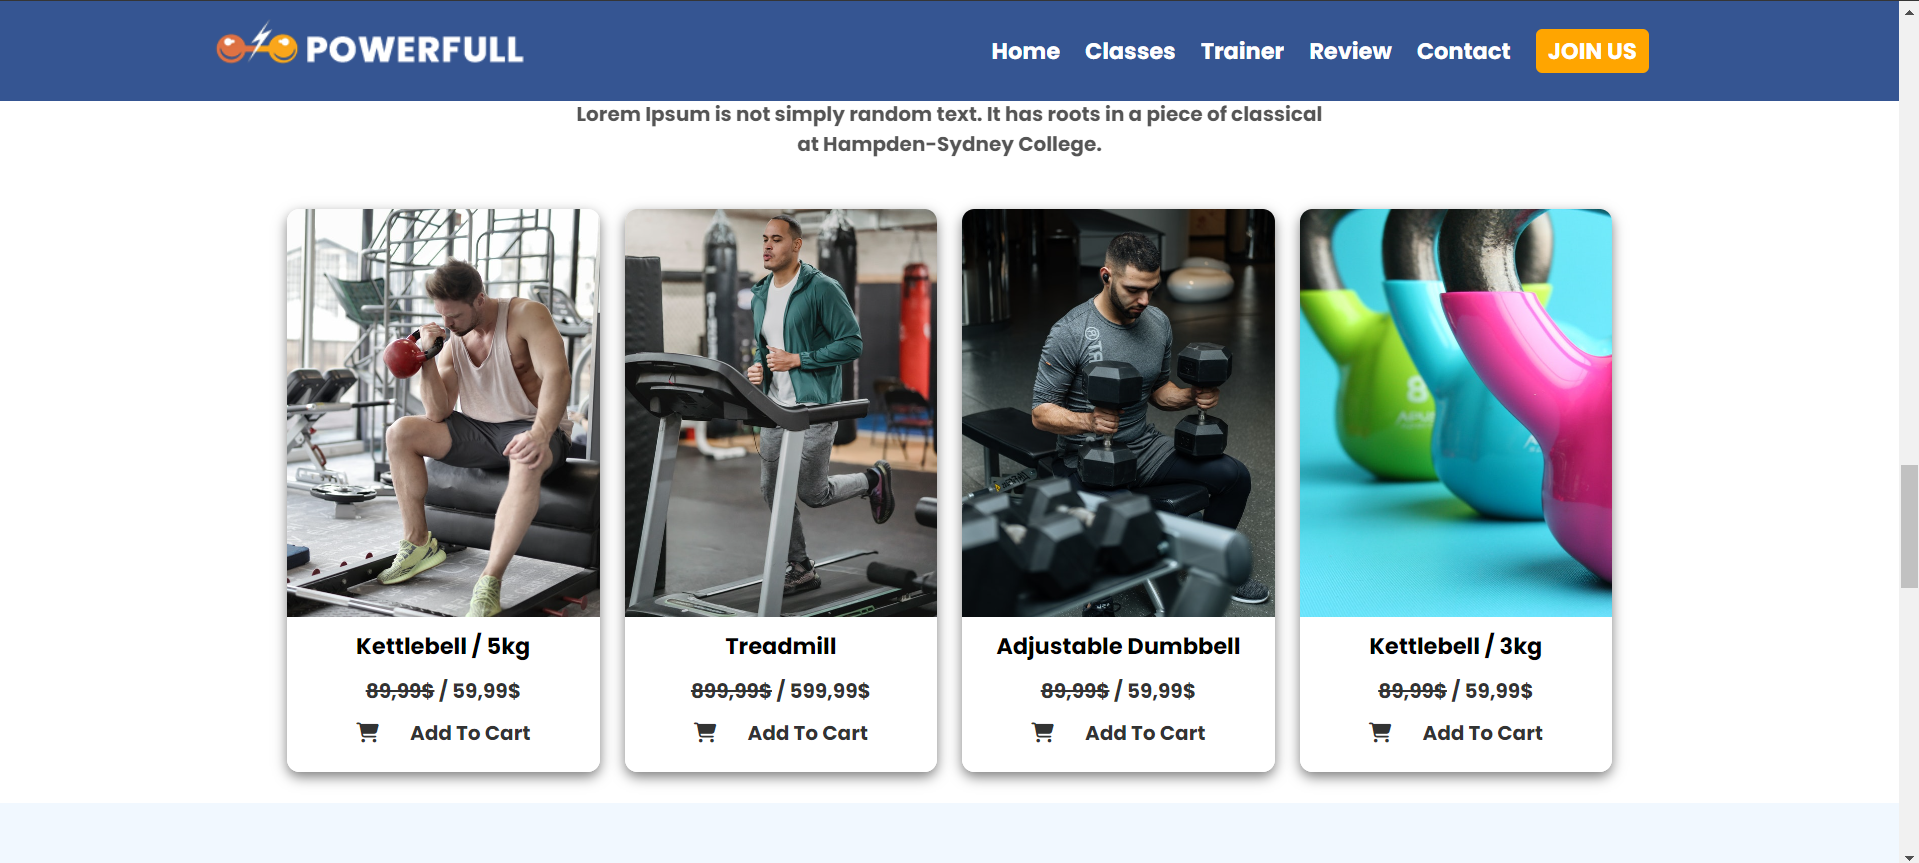 POWERFULL
Home Classes Trainer Review Contact JOIN US
Lorem Ipsum is not simply random text. It has roots in a piece of classical
at Hampden-Sydney College.
8
Kettlebell / 5kg
89,99$ / 59,99$
Add To Cart
Treadmill
899,99$ / 599,99$
Add To Cart
Adjustable Dumbbell
89,99$ / 59,99$
Add To Cart
Kettlebell / 3kg
89,99$ / 59,99$
Add To Cart